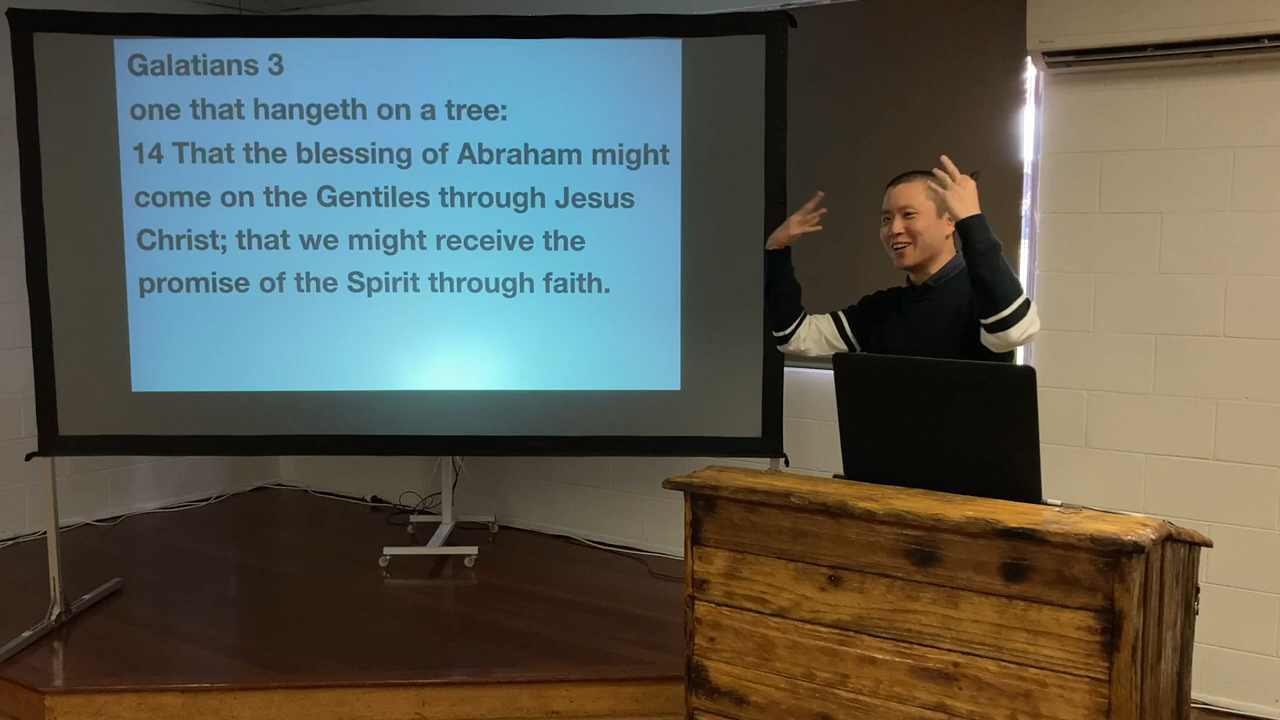 Galatians 3
one that hangeth on a tree:
14 That the blessing of Abraham might
come on the Gentiles through Jesus
Christ; that we might receive the
promise of the Spirit through faith.